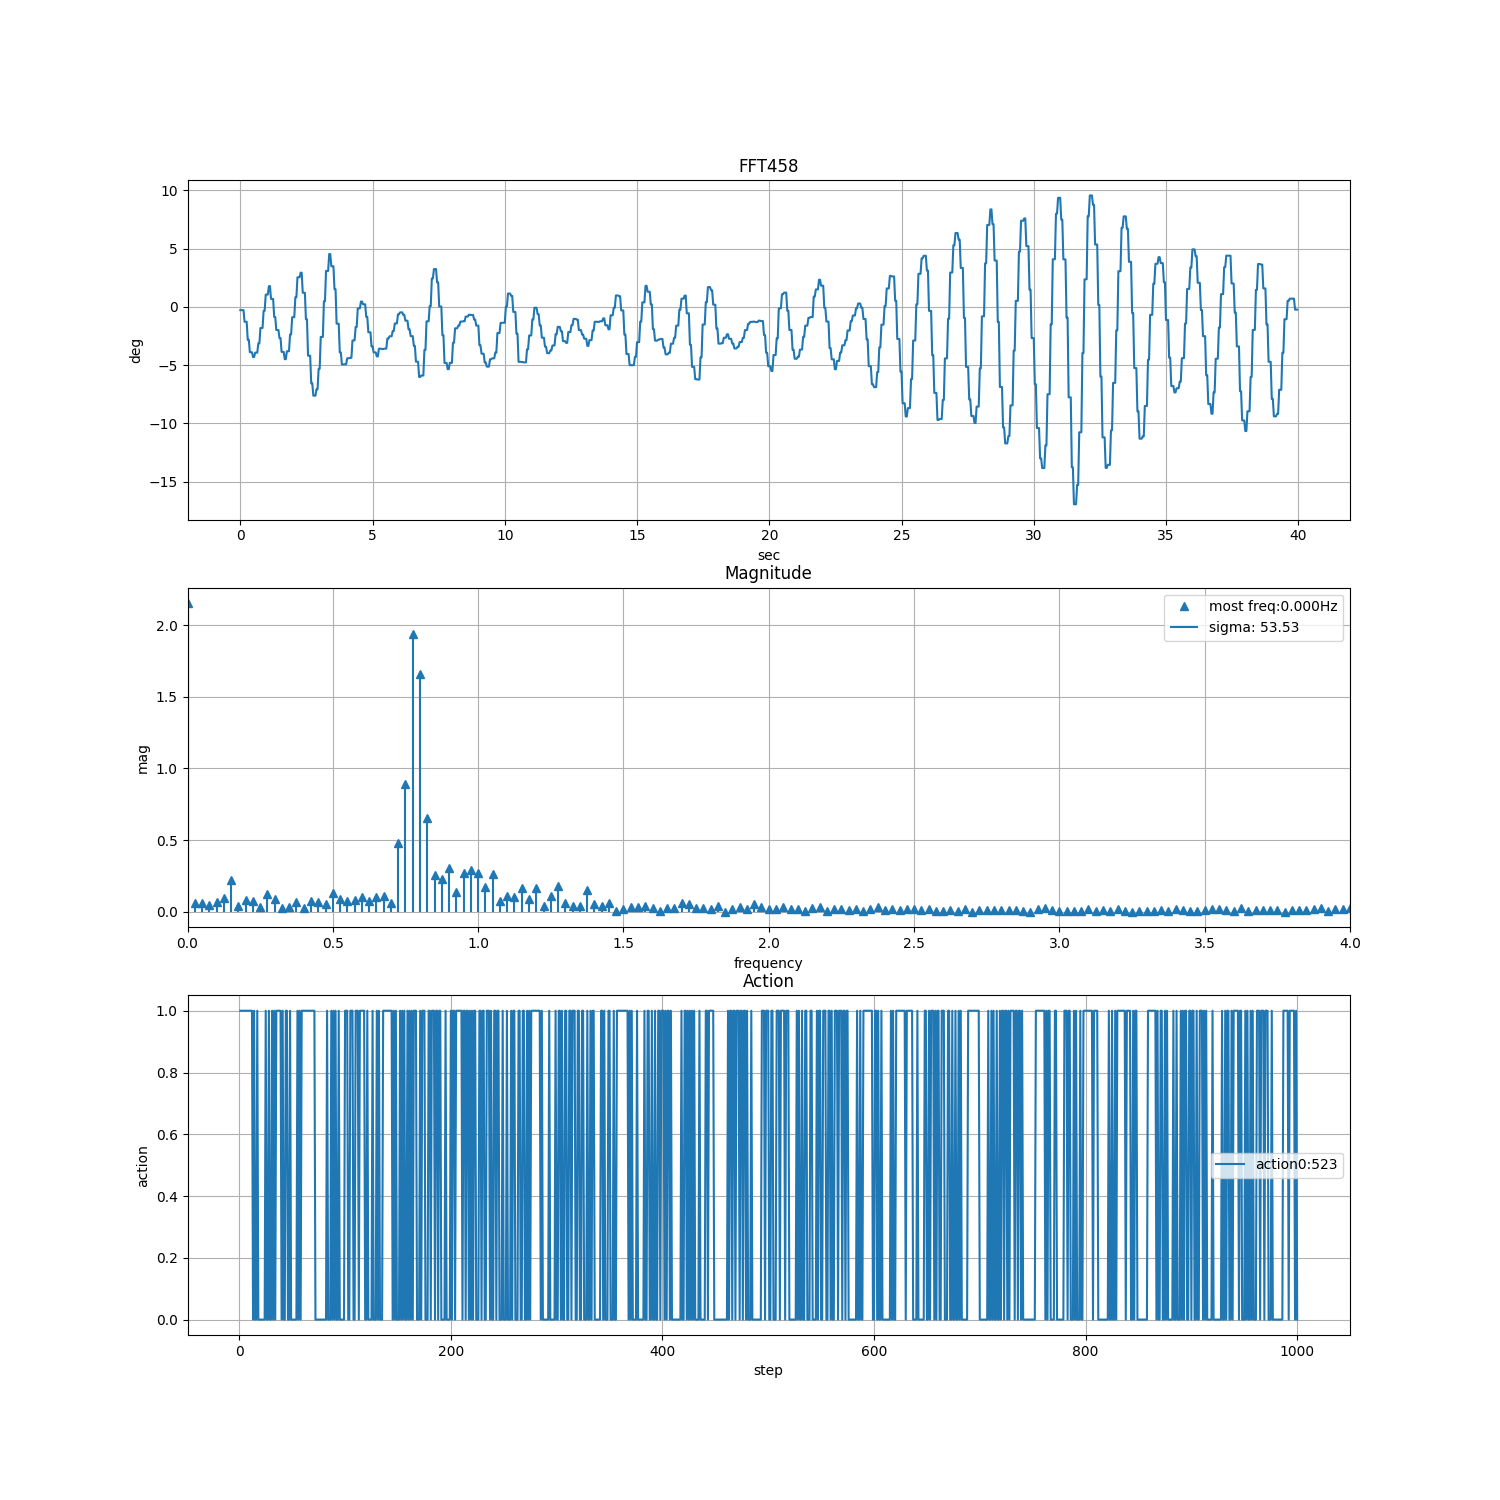 FFT458
10
5
0
−5
−10
−15
deg
0 5 10 15 20 25 30 35 40
sec
Magnitude
most freq:0.000Hz
sigma: 53.53
2.0
1.5
1.0
0.5
0.0
mag
0.0 0.5 1.0 1.5 2.0 2.5 3.0 3.5 4.0
frequency
Action
1.0
0.8
0.6
0.4
0.2
0.0
action
action0:523
0 200 400 600 800 1000
step